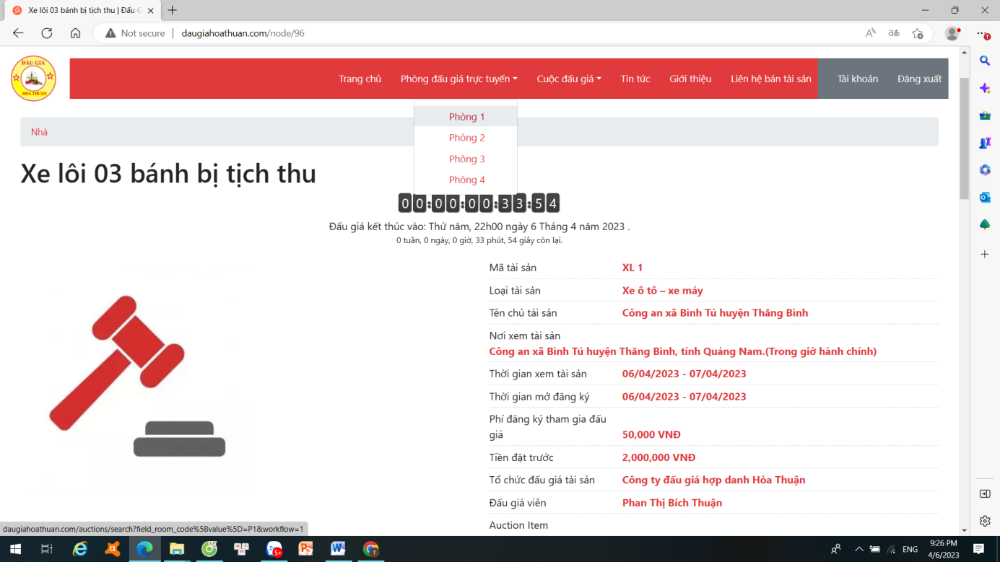 Xe lôi 03 bánh bị tịch thu | Đấu G
Not secure
daugiahoathuan.com/node/96
ĐẤU GIÁ
HÒA THUẬN
Trang chủ
Phòng đấu giá trực tuyến
Cuộc đấu giá
Tin tức
Giới thiệu
Liên hệ bán tài sản
Tài khoản
Đăng xuất
Phòng 1
Phòng 2
Phòng 3
Phòng 4
Nhà
Xe lôi 03 bánh bị tịch thu
00:00:00:33:54
Đấu giá kết thúc vào: Thứ năm, 22h00 ngày 6 Tháng 4 năm 2023 .
0 tuần, 0 ngày, 0 giờ, 33 phút, 54 giây còn lại.
Mã tài sản XL 1
Loại tài sản Xe ô tô – xe máy
Tên chủ tài sản Công an xã Bình Tú huyện Thăng Bình
Nơi xem tài sản
Công an xã Bình Tú huyện Thăng Bình, tỉnh Quảng Nam.(Trong giờ hành chính)
Thời gian xem tài sản 06/04/2023 - 07/04/2023
Thời gian mở đăng ký 06/04/2023 - 07/04/2023
Phí đăng ký tham gia đấu
giá 50,000 VNĐ
Tiền đặt trước 2,000,000 VNĐ
Tổ chức đấu giá tài sản Công ty đấu giá hợp danh Hòa Thuận
Đấu giá viên Phan Thị Bích Thuận
Auction Item
daugiahoathuan.com/auctions/search?field_room_code%5Bvalue%5D=P1&workflow=1
5+
ENG
9:26 PM
4/6/2023